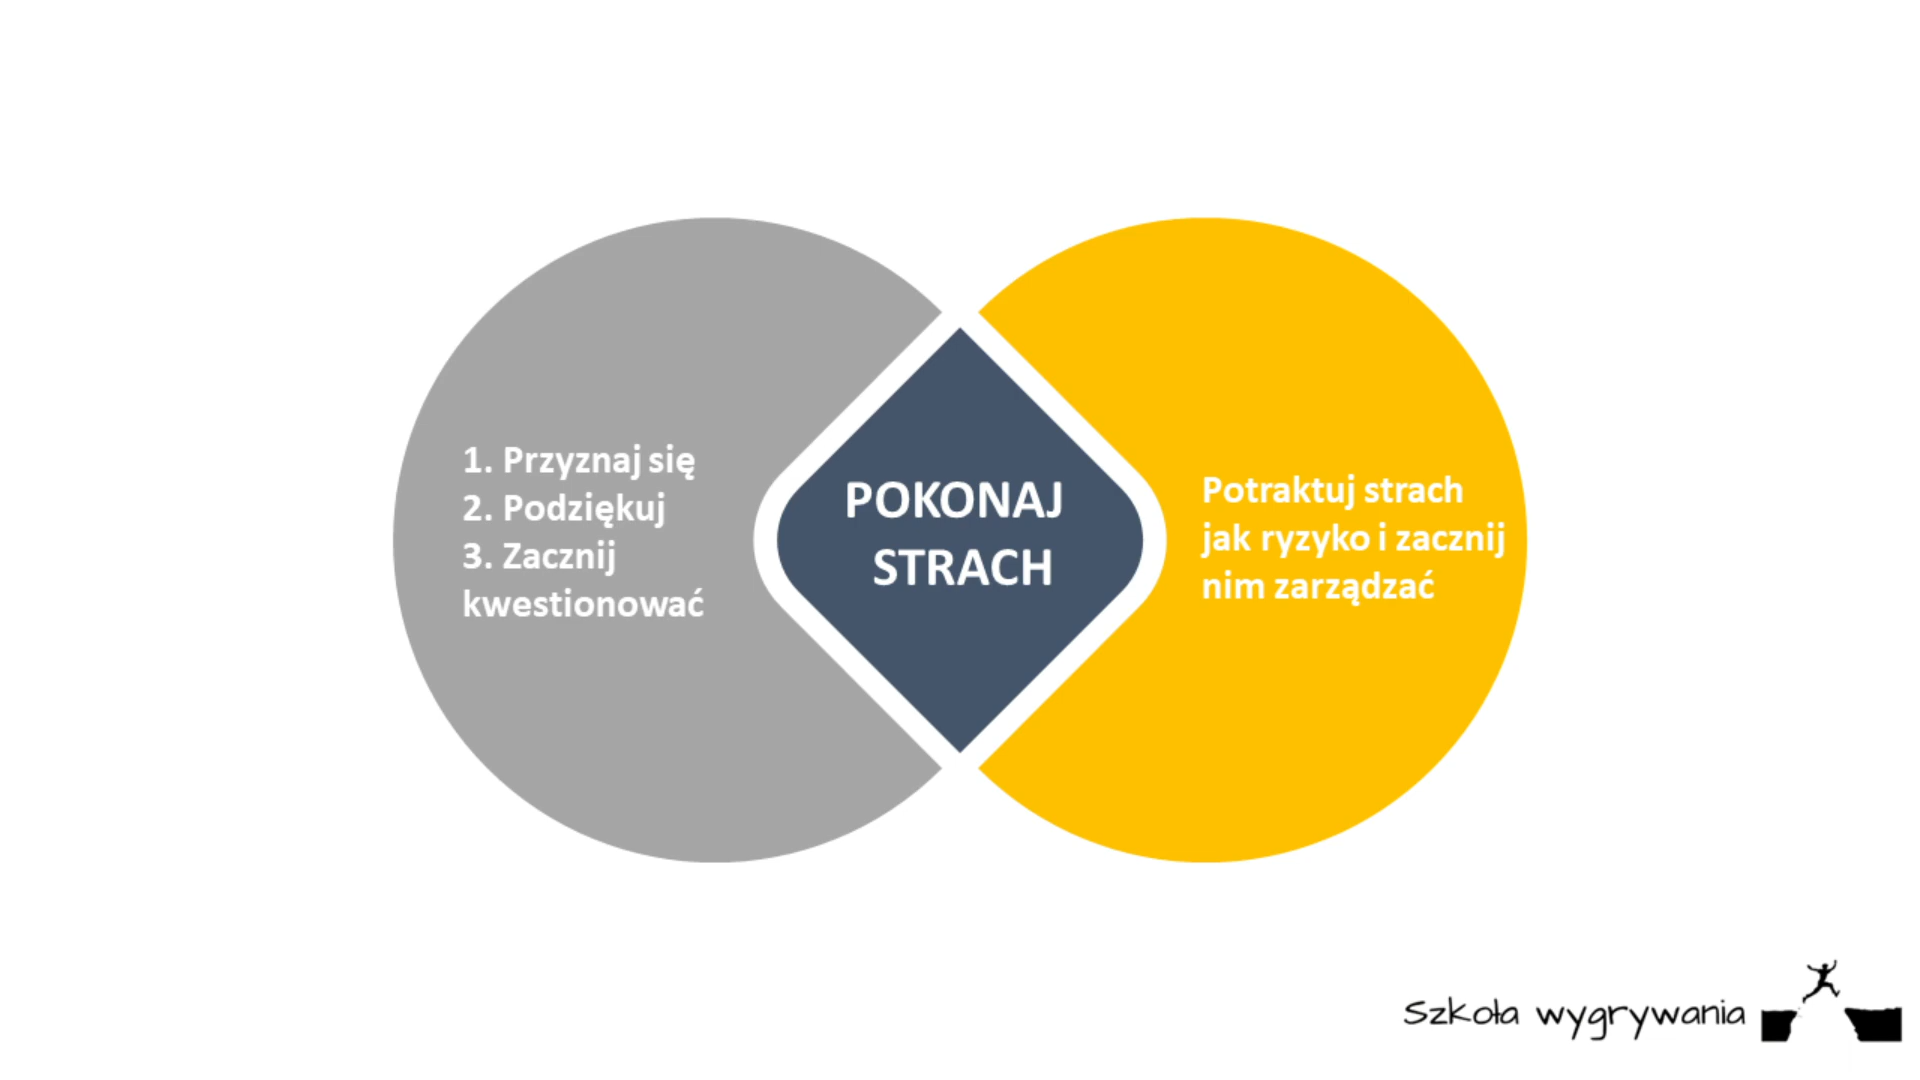 1. Przyznaj się
2. Podziękuj
3. Zacznij
kwestionować
POKONAJ
STRACH
Potraktuj strach
jak ryzyko i zacznij
nim zarządzać
Szkoła wygrywania